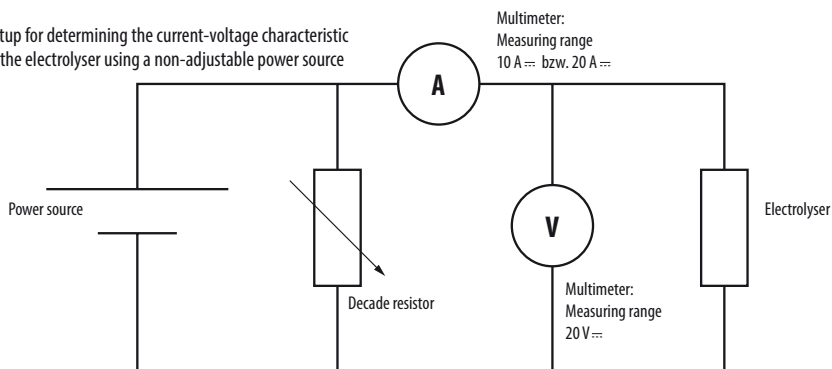 tup for determining the current-voltage characteristic
the electrolyser using a non-adjustable power source
Multimeter:
Measuring range
10 A ⎓ bzw. 20 A ⎓
A
Power source
Decade resistor
V
Electrolyser
Multimeter:
Measuring range
20 V ⎓